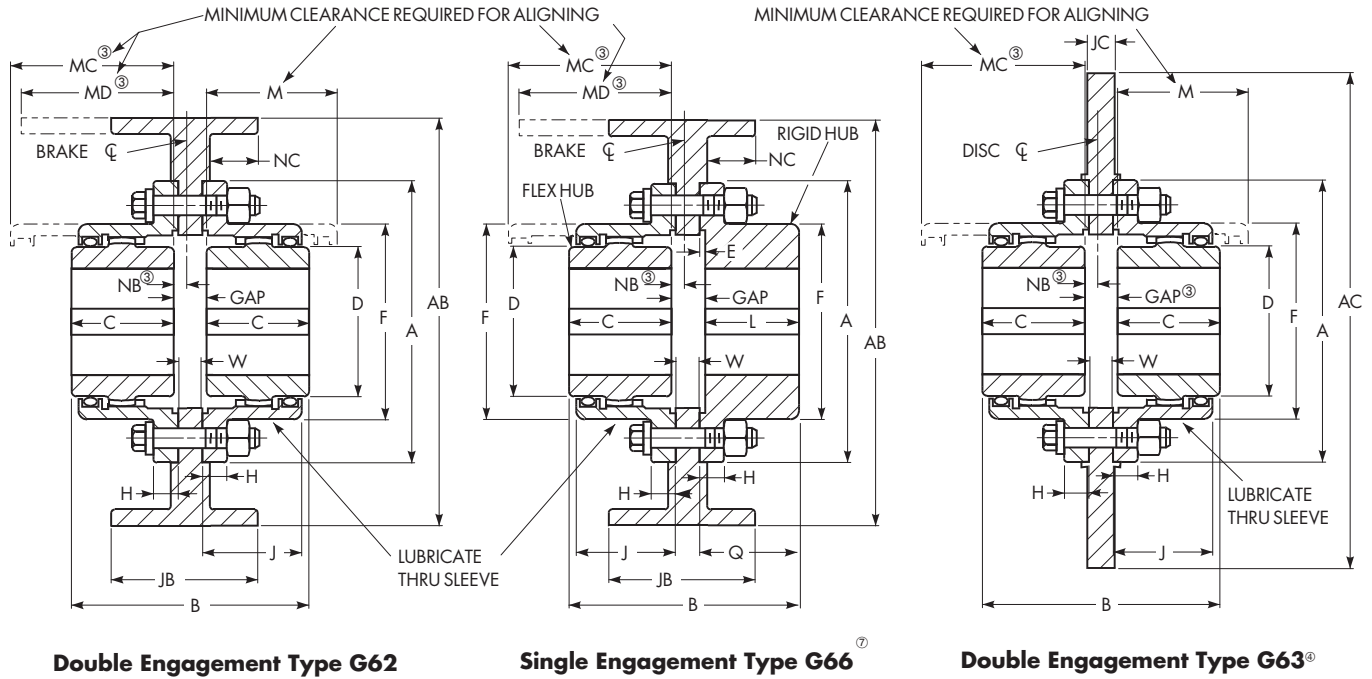 MINIMUM CLEARANCE REQUIRED FOR ALIGNING
MC③
MD③
M
BRAKE ℄
NC
NB③
GAP
C
C
D
F
A
AB
W
H
H
J
JB
B
LUBRICATE
THRU SLEEVE
Double Engagement Type G62
MC③
MD③
BRAKE ℄
NC
RIGID HUB
FLEX HUB
E
NB③
GAP
F
D
C
L
F
A
AB
W
H
H
J
Q
JB
B
Single Engagement Type G66⑦
MINIMUM CLEARANCE REQUIRED FOR ALIGNING
JC
MC③
M
DISC ℄
NB③
GAP③
C
C
D
F
A
AC
W
H
H
LUBRICATE
THRU SLEEVE
J
B
Double Engagement Type G63④